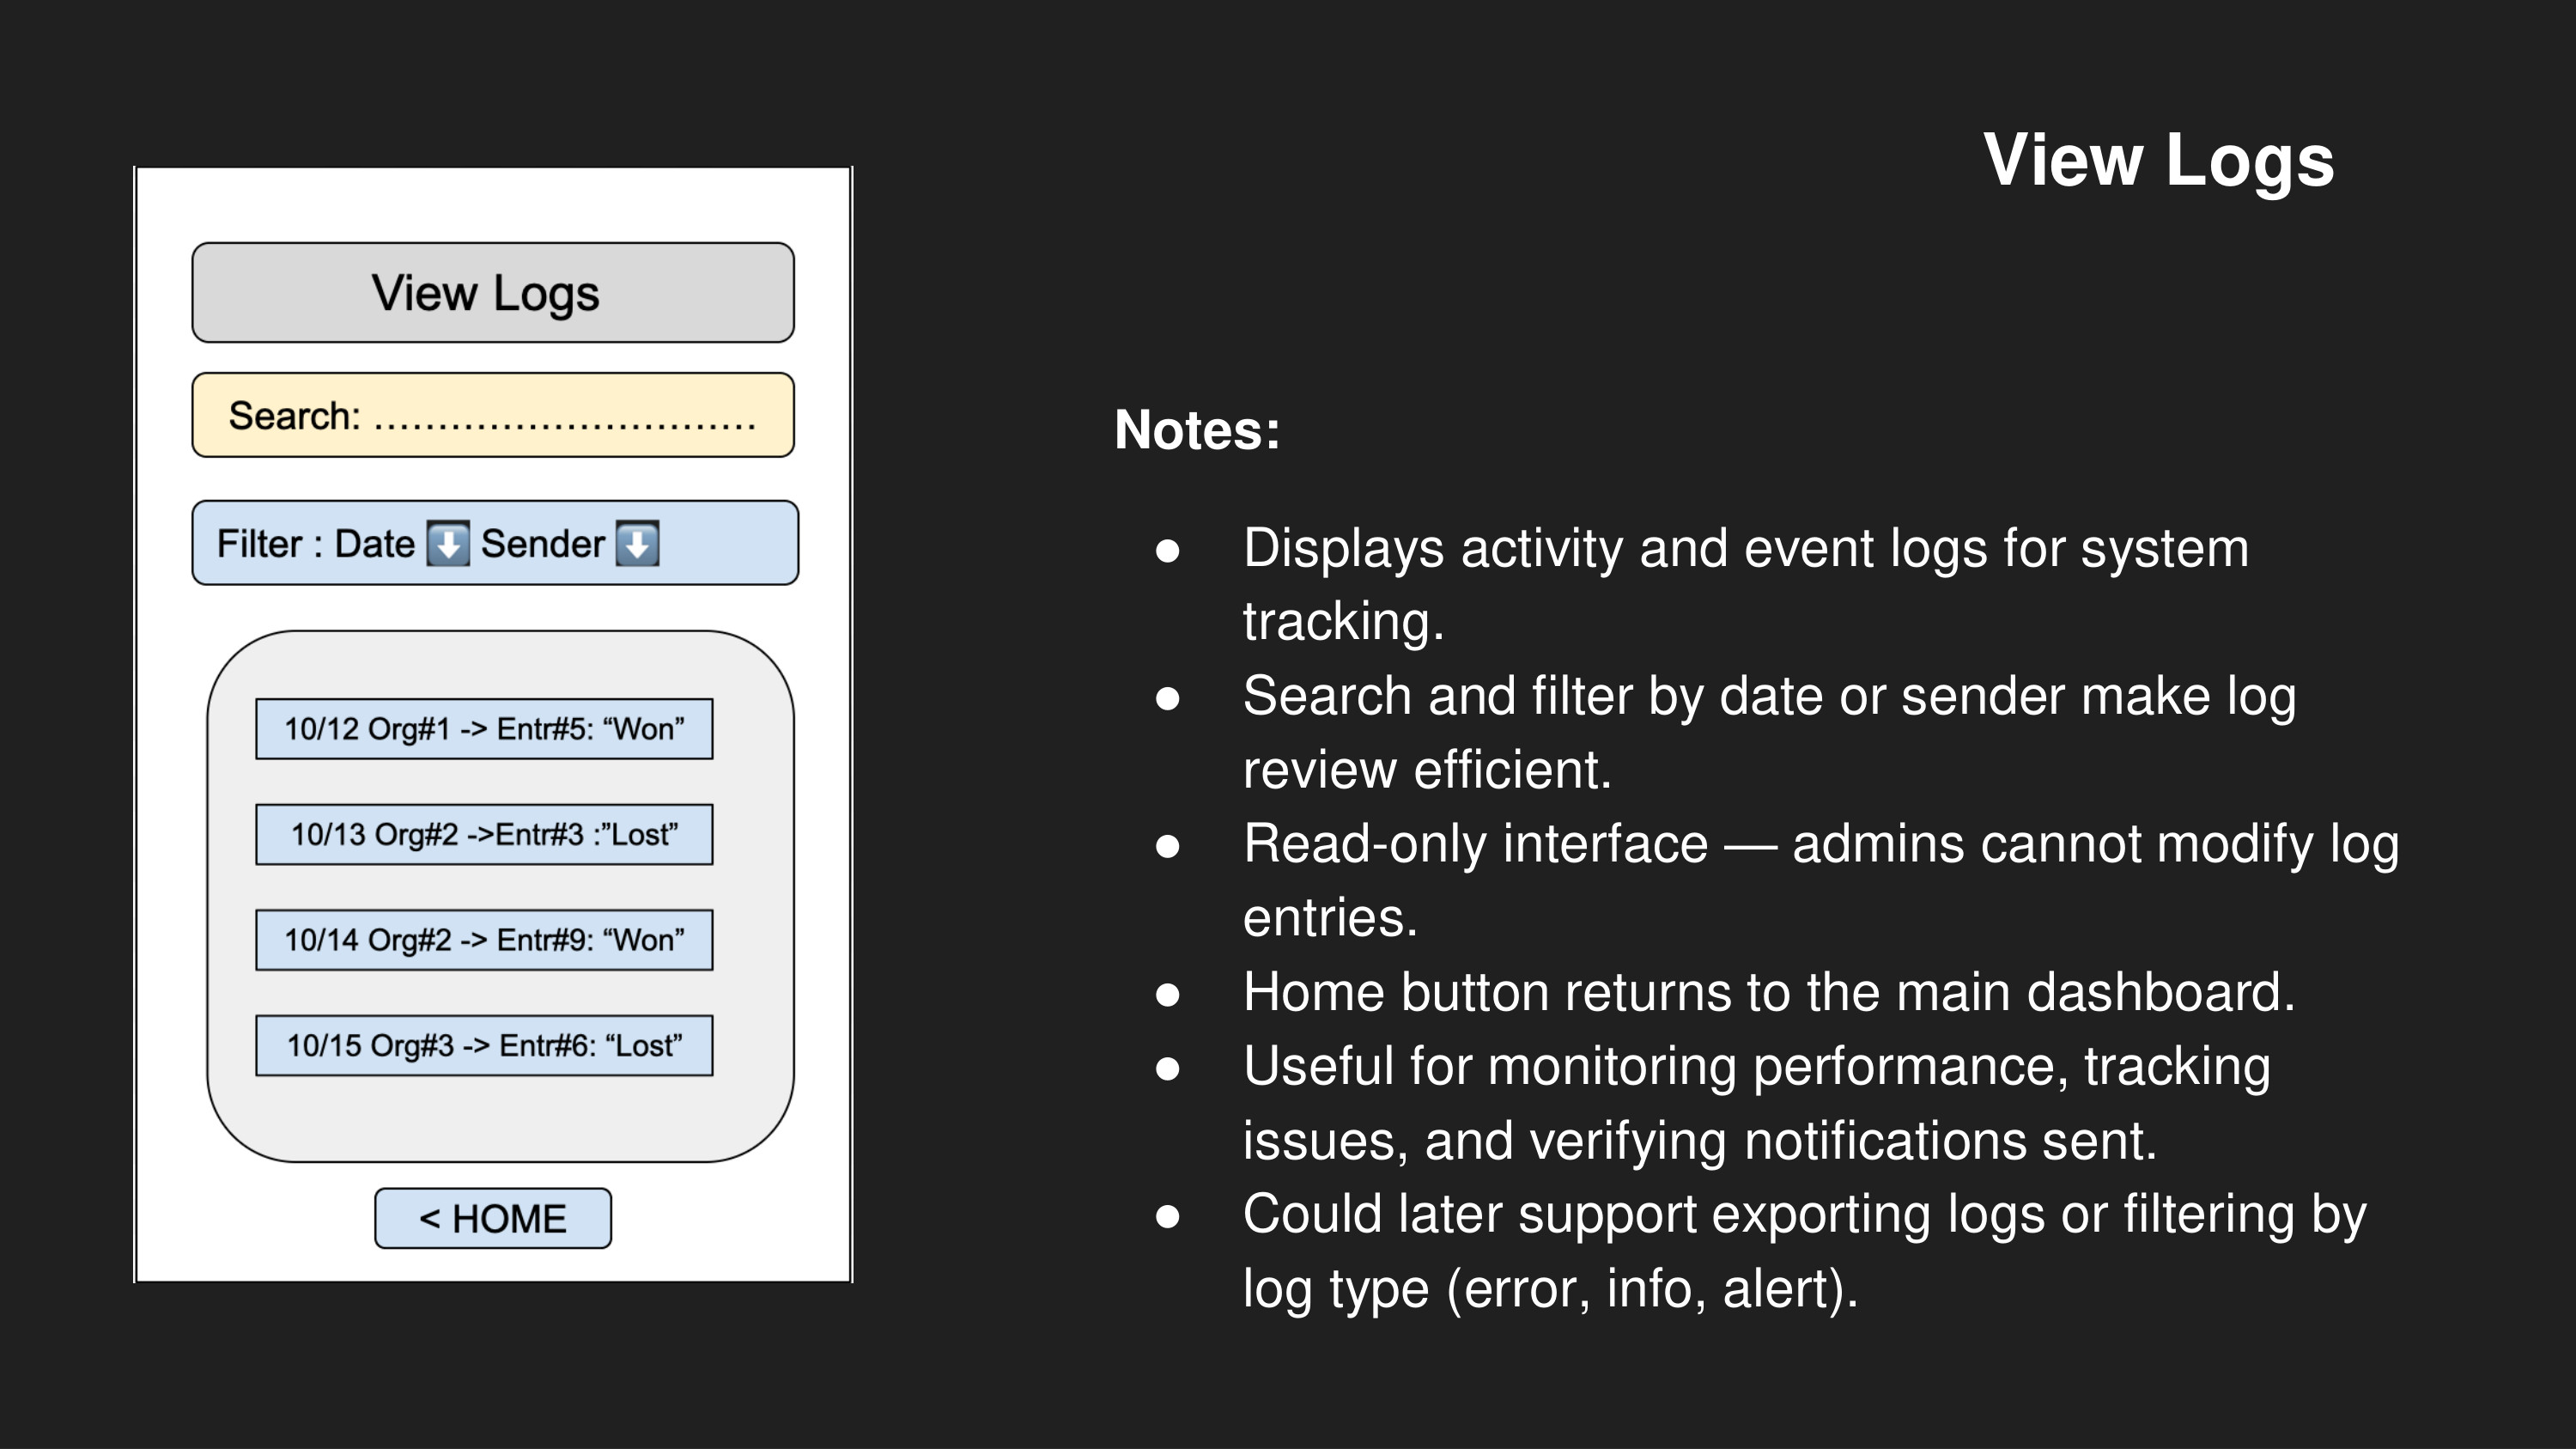 View Logs
View Logs
Search: ..............................
Filter : Date ⬇️ Sender ⬇️
10/12 Org#1 -> Entr#5: “Won”
10/13 Org#2 ->Entr#3 :”Lost”
10/14 Org#2 -> Entr#9: “Won”
10/15 Org#3 -> Entr#6: “Lost”
< HOME
Notes:
● Displays activity and event logs for system
tracking.
● Search and filter by date or sender make log
review efficient.
● Read-only interface — admins cannot modify log
entries.
● Home button returns to the main dashboard.
● Useful for monitoring performance, tracking
issues, and verifying notifications sent.
● Could later support exporting logs or filtering by
log type (error, info, alert).